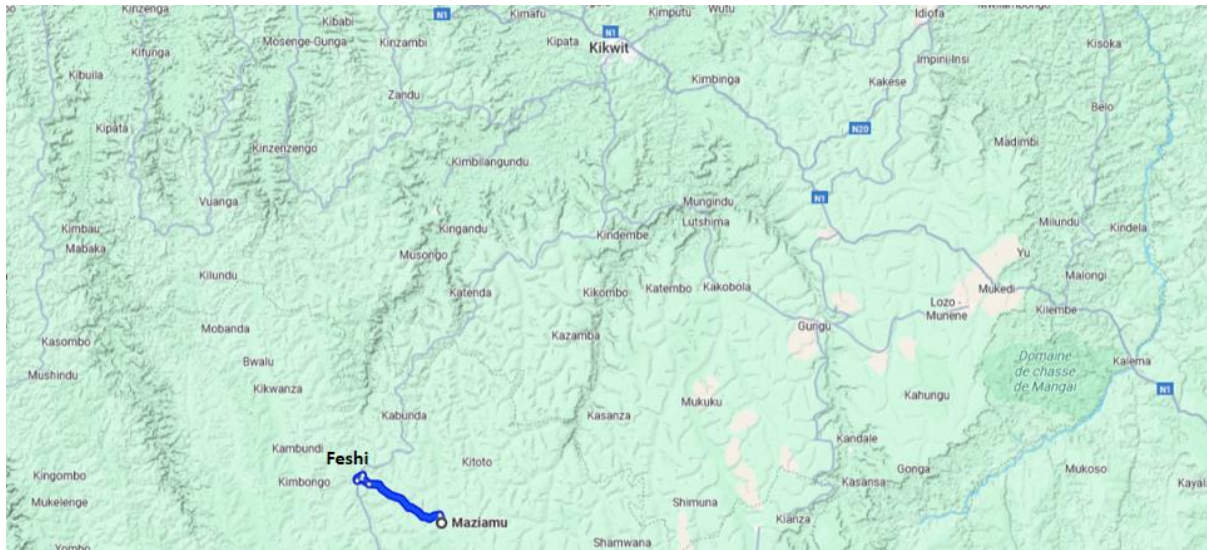 Kinzenga
Kibabi
N1
Kimafu
Kimputu
Idiofa
Kifunga
Mosenge-Gunga
Kinzambi
Kipata
N1
Kikwit
Kisoka
Kibuila
Kimbinga
Kakese
Impini-Insi
Zandu
Belo
Kipata
N20
Kinzenzengo
Kimbilangundu
Madimbi
Vuanga
Mungindu
N1
Kimbau
Kingandu
Kindembe
Lutshima
Milundu
Kindela
Mabaka
Musongo
Yu
Kilundu
Katenda
Kikombo
Katembo
Kakobola
Malongi
Mukedi
Lozo -
Munene
Kilembe
Mobanda
Kazamba
Gungu
Kasombo
Bwalu
Domaine
de chasse
de Mangai
Kalema
Mushindu
Kikwanza
N1
Kahungu
Mukuku
Kabunda
Kasanza
Kandale
Kambundi
Feshi
Kitoto
Gonga
Mukoso
Kingombo
Kimbongo
Kasansa
Mukelenge
Shimuna
Maziamu
Kianza
Shamwana